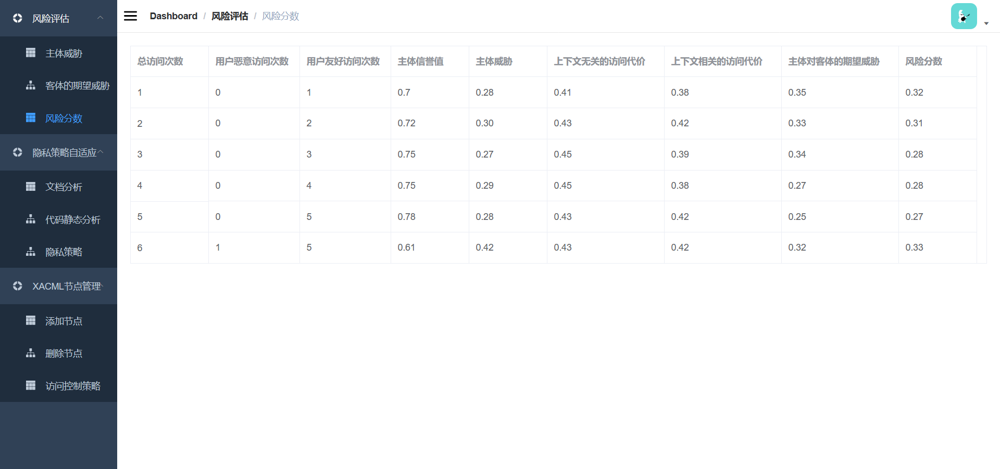 风险评估
主体威胁
客体的期望威胁
风险分数
隐私策略自适应
文档分析
代码静态分析
隐私策略
XACML节点管理
添加节点
删除节点
访问控制策略
Dashboard / 风险评估 / 风险分数
总访问次数 用户恶意访问次数 用户友好访问次数 主体信誉值 主体威胁 上下文无关的访问代价 上下文相关的访问代价 主体对客体的期望威胁 风险分数
1 0 1 0.7 0.28 0.41 0.38 0.35 0.32
2 0 2 0.72 0.30 0.43 0.42 0.33 0.31
3 0 3 0.75 0.27 0.45 0.39 0.34 0.28
4 0 4 0.75 0.29 0.45 0.38 0.27 0.28
5 0 5 0.78 0.28 0.43 0.42 0.25 0.27
6 1 5 0.61 0.42 0.43 0.42 0.32 0.33